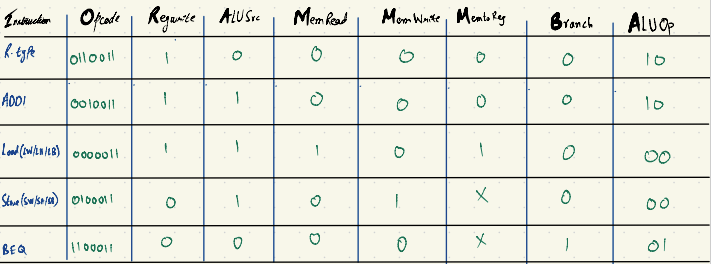 Instruction Opcode Regwrite ALUSrc MemRead MemWrite MemtoReg Branch ALUOp
R-type 0110011 1 0 0 0 0 0 10
ADDI 0010011 1 1 0 0 0 0 10
Load(LW/LH/LB) 0000011 1 1 1 0 1 0 00
Store(SW/SH/SB) 0100011 0 1 0 1 X 0 00
BEQ 1100011 0 0 0 0 X 1 01